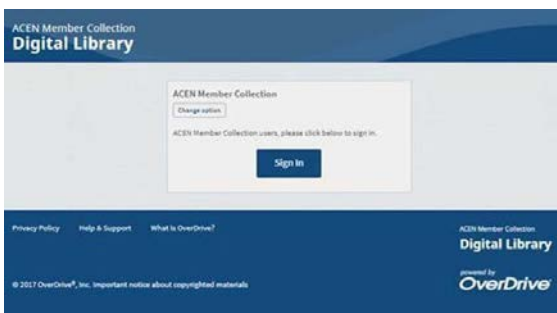 ACEN Member Collection
Digital Library
ACEN Member Collection
Change option
ACEN Member Collection users, please click below to sign in.
Sign In
Privacy Policy Help & Support What is OverDrive?
ACEN Member Collection
Digital Library
powered by
OverDrive
© 2017 OverDrive®, Inc. Important notice about copyrighted materials